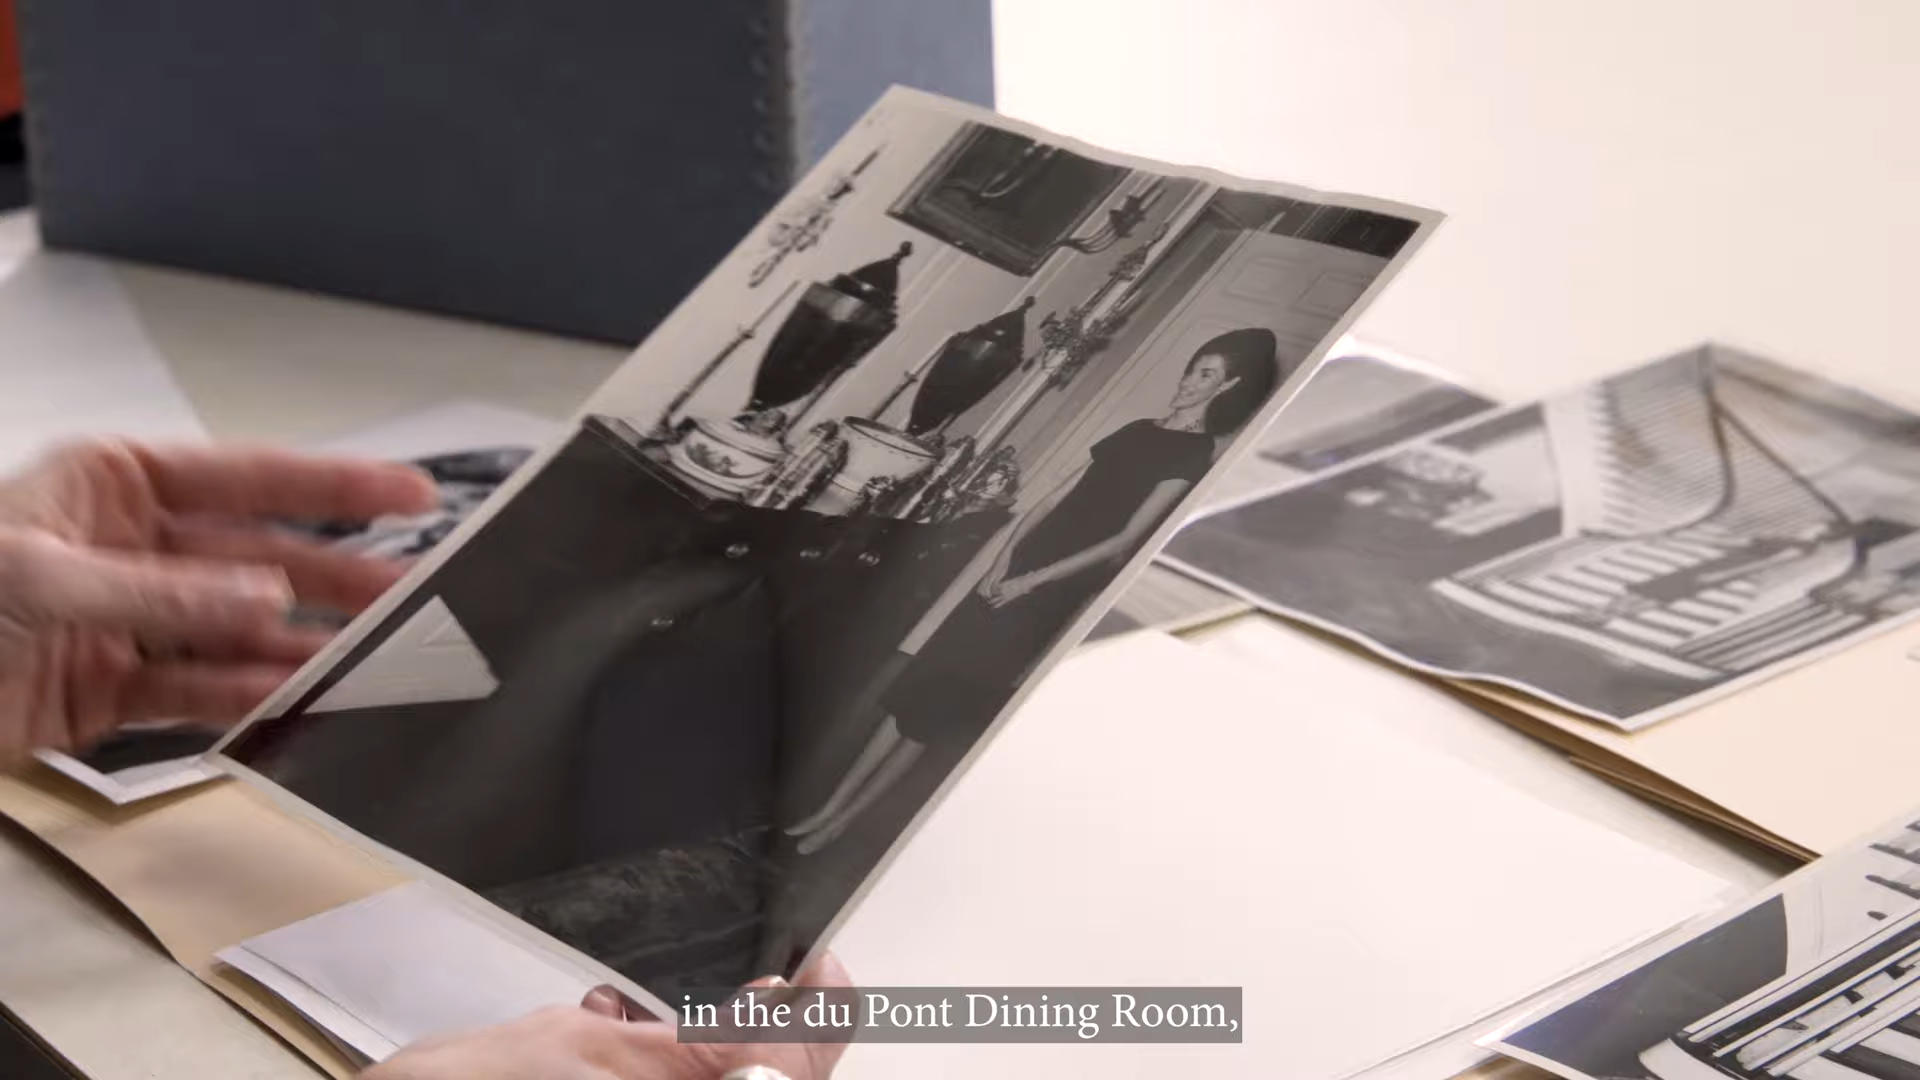 in the du Pont Dining Room,